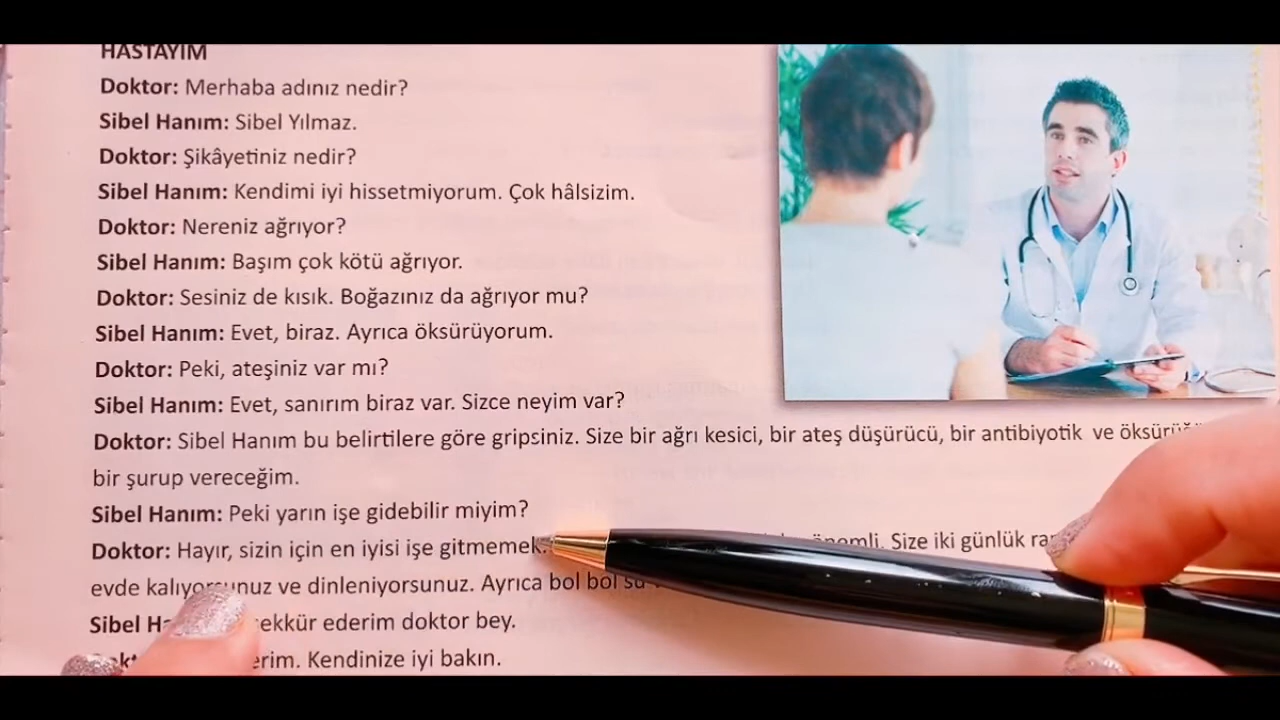 HASTAYIM
Doktor: Merhaba adınız nedir?
Sibel Hanım: Sibel Yılmaz.
Doktor: Şikâyetiniz nedir?
Sibel Hanım: Kendimi iyi hissetmiyorum. Çok hâlsizim.
Doktor: Nereniz ağrıyor?
Sibel Hanım: Başım çok kötü ağrıyor.
Doktor: Sesiniz de kısık. Boğazınız da ağrıyor mu?
Sibel Hanım: Evet, biraz. Ayrıca öksürüyorum.
Doktor: Peki, ateşiniz var mı?
Sibel Hanım: Evet, sanırım biraz var. Sizce neyim var?
Doktor: Sibel Hanım bu belirtilere göre gripsiniz. Size bir ağrı kesici, bir ateş düşürücü, bir antibiyotik ve
bir şurup vereceğim.
Sibel Hanım: Peki yarın işe gidebilir miyim?
Doktor: Hayır, sizin için en iyisi işe gitmemek. önemli. Size iki günlük
evde kalıyorsunuz ve dinleniyorsunuz. Ayrıca bol bol su
Sibel ederim doktor bey.
Kendinize iyi bakın.